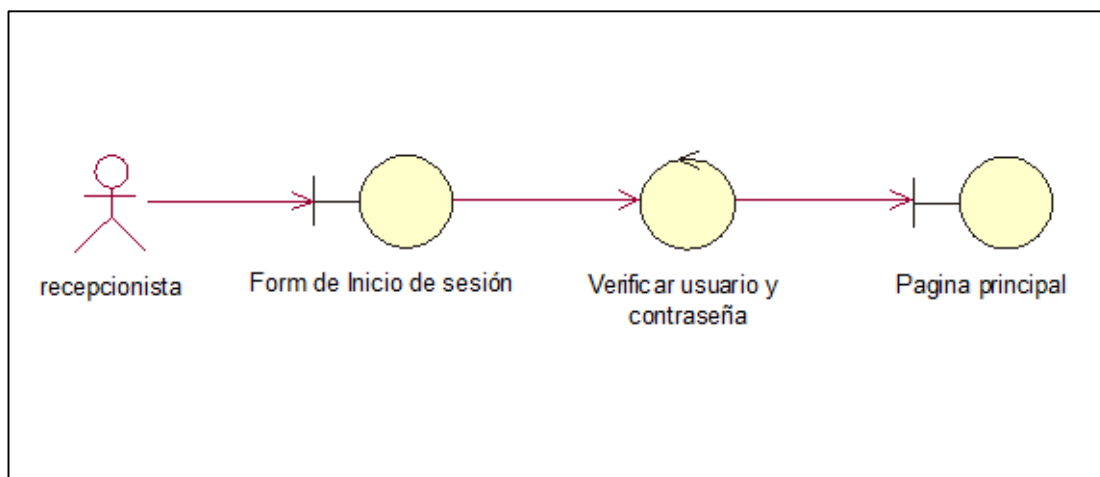 recepcionista
Form de Inicio de sesión
Verificar usuario y
contraseña
Pagina principal